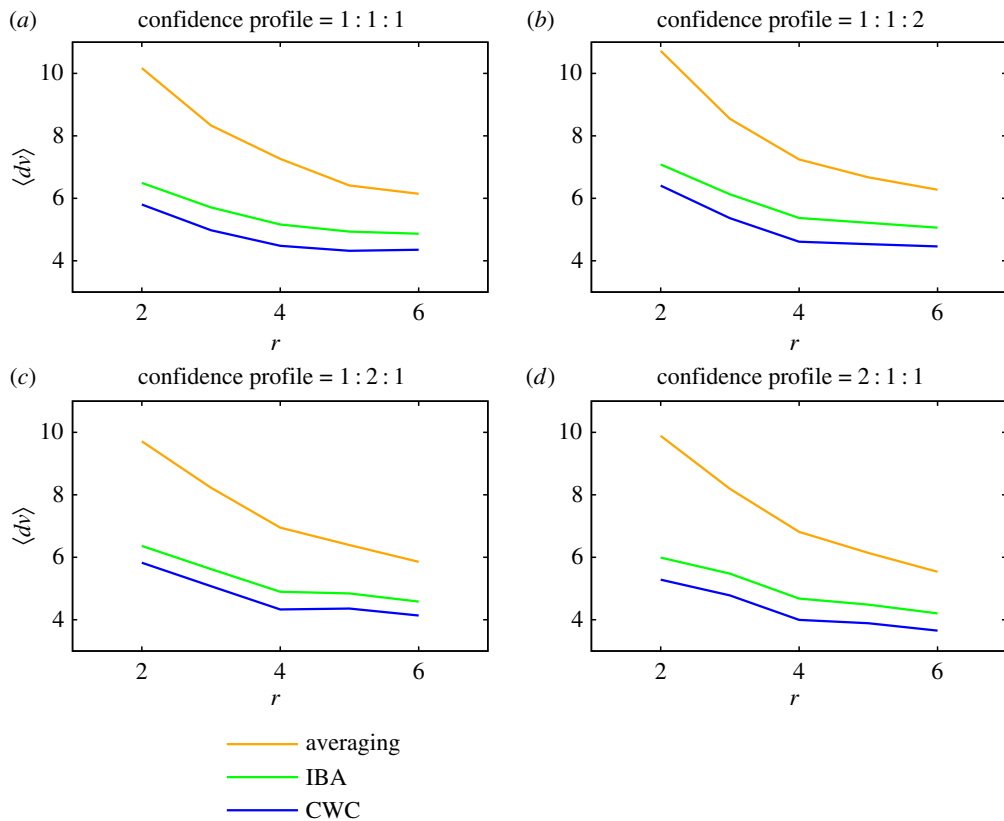 (a) confidence profile = 1 : 1 : 1
10
8
6
4
⟨dv⟩
2 4 6
r
(b) confidence profile = 1 : 1 : 2
10
8
6
4
2 4 6
r
(c) confidence profile = 1 : 2 : 1
10
8
6
4
⟨dv⟩
2 4 6
r
(d) confidence profile = 2 : 1 : 1
10
8
6
4
2 4 6
r
averaging
IBA
CWC